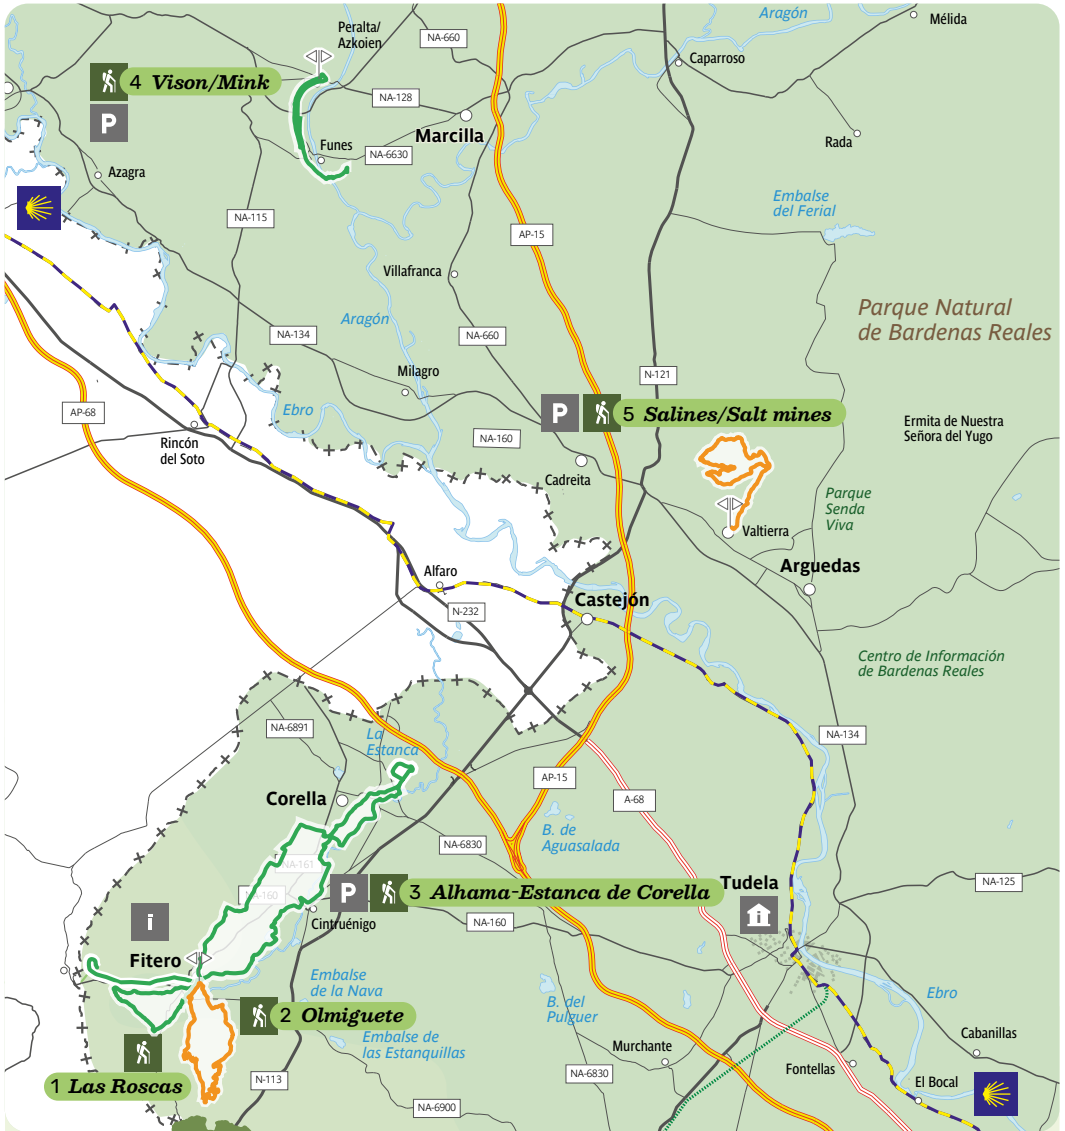 Aragón
Mélida
Peralta/
Azkoien
NA-660
Caparroso
4 Vison/Mink
P
NA-128
Marcilla
Rada
Funes
NA-6630
Azagra
Embalse
del Ferial
NA-115
AP-15
Villafranca
Parque Natural
de Bardenas Reales
Aragón
NA-134
NA-660
Milagro
N-121
AP-68
Ebro
P
5 Salines/Salt mines
Ermita de Nuestra
Señora del Yugo
Rincón
del Soto
NA-160
Cadreita
Parque
Senda
Viva
Valtierra
Arguedas
Alfaro
Castejón
N-232
Centro de Información
de Bardenas Reales
NA-6891
La
Estanca
NA-134
AP-15
A-68
Corella
B. de
Aguasalada
NA-6830
NA-161
NA-160
P
3 Alhama-Estanca de Corella
Tudela
NA-125
i
Cintruénigo
NA-160
i
Fitero
Embalse
de la Nava
B. del
Pulguer
Ebro
2 Olmiguete
Embalse de
las Estanquillas
Cabanillas
Murchante
Fontellas
1 Las Roscas
N-113
NA-6830
El Bocal
NA-6900